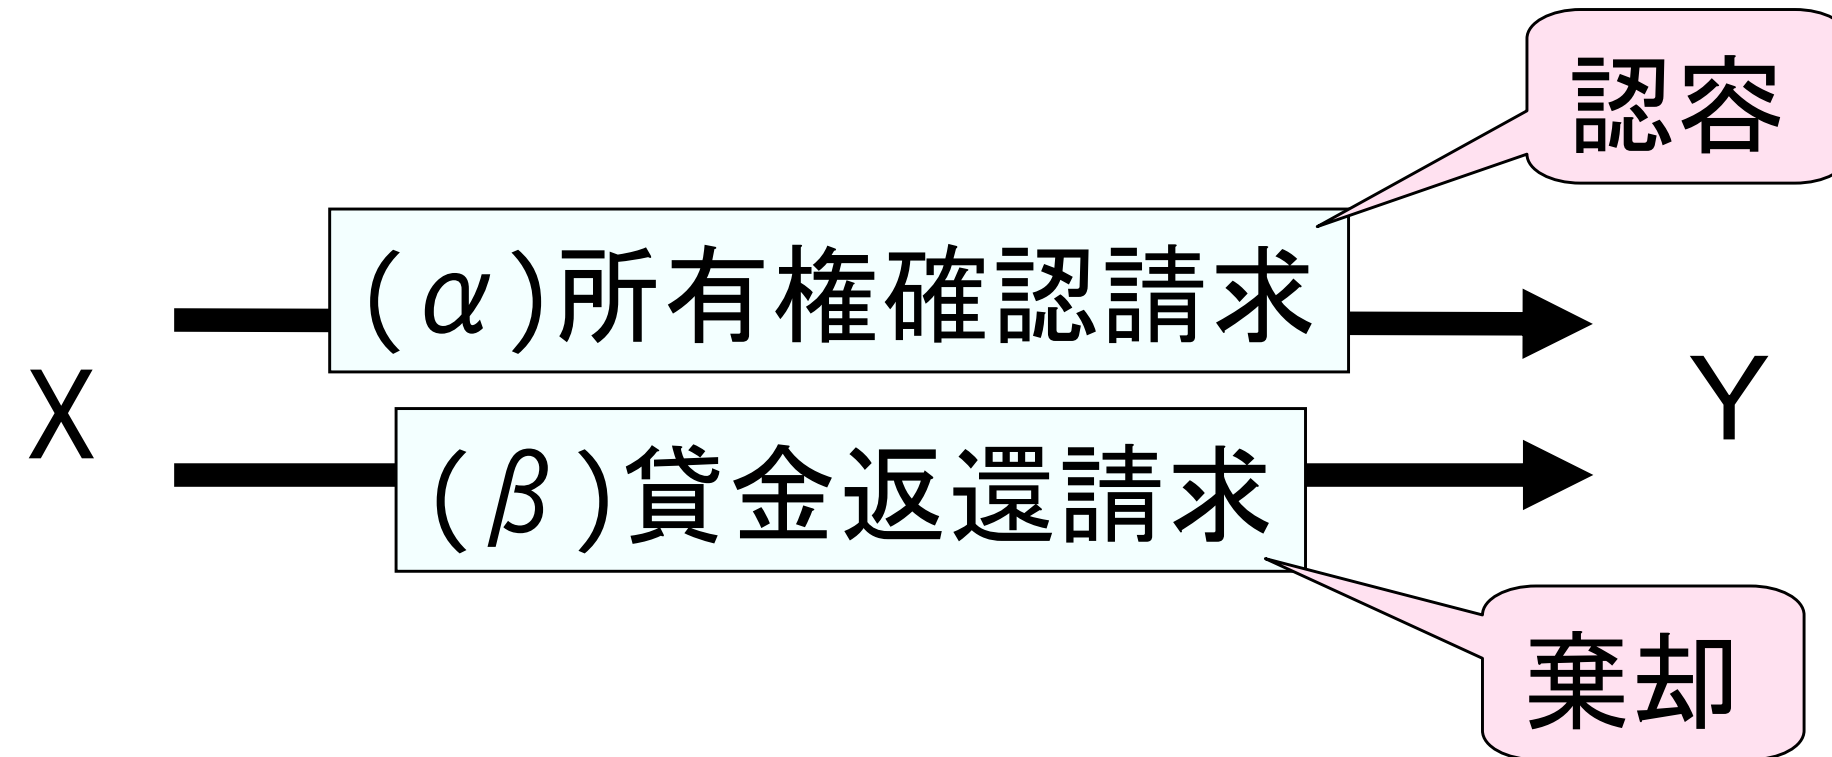 認容
(α)所有権確認請求
X
Y
(β)貸金返還請求
棄却